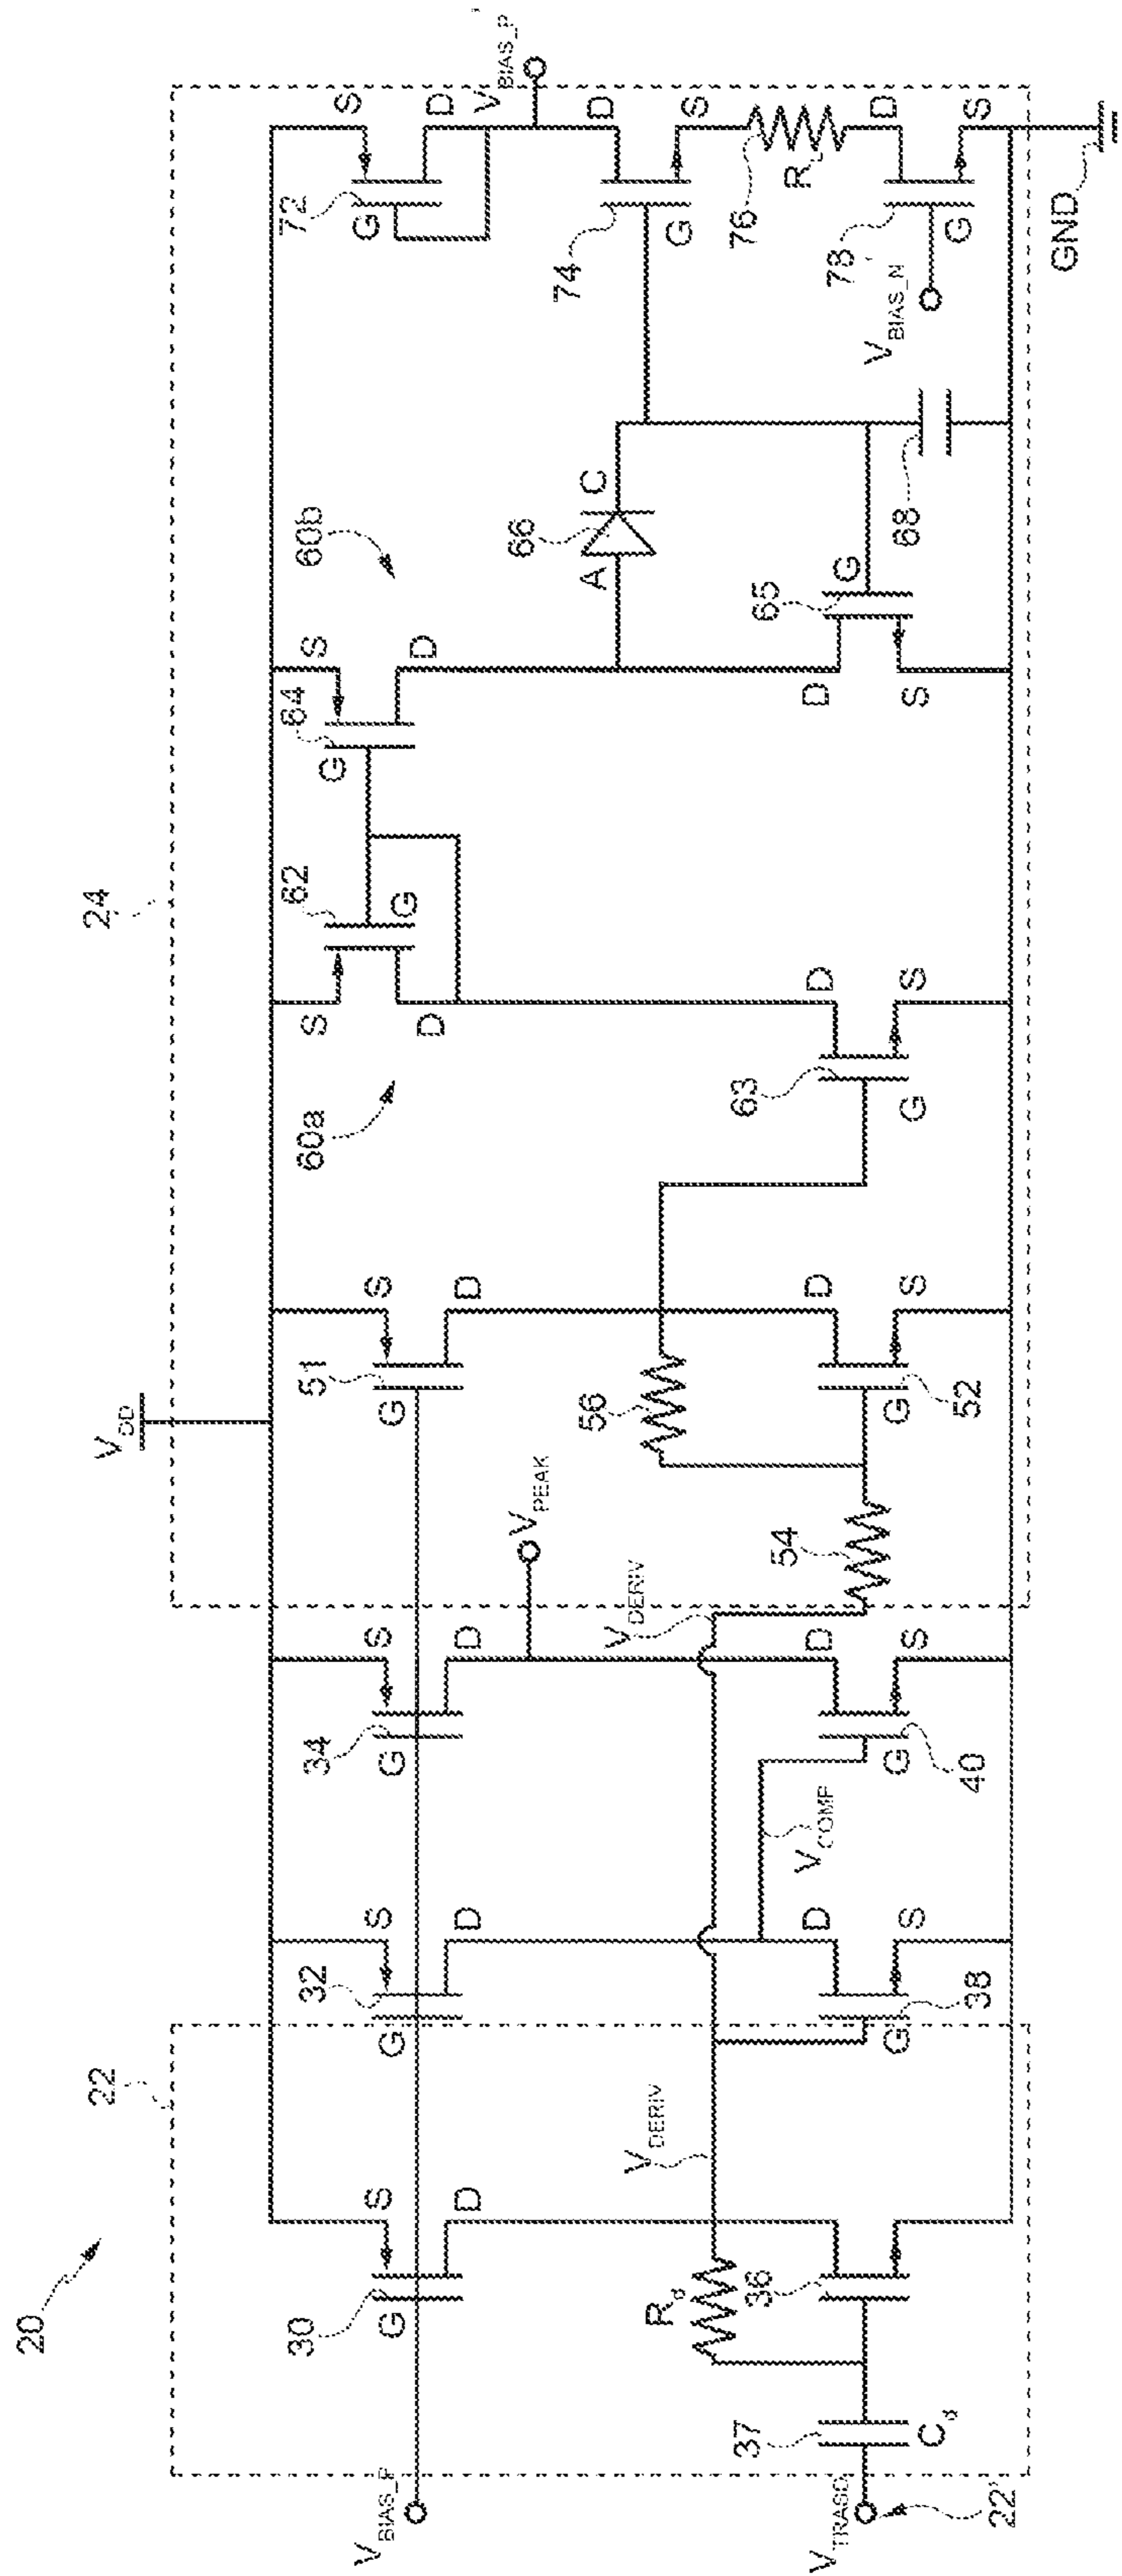 20
22
24
V_DD
30
G
S
D
32
G
S
D
34
G
S
D
51
G
S
D
60a
62
S
G
D
64
G
S
D
60b
72
G
S
D
V_BIAS_P'
V_BIAS_P
V_TRASD
22'
37
C_d
R_d
36
V_DERIV
38
G
D
S
V_COMP
40
G
D
S
V_PEAK
V_DERIV
54
56
52
G
D
S
63
G
D
S
66
A
C
65
G
D
S
68
74
G
D
S
76
R_L
78
G
D
S
V_BIAS_N
GND